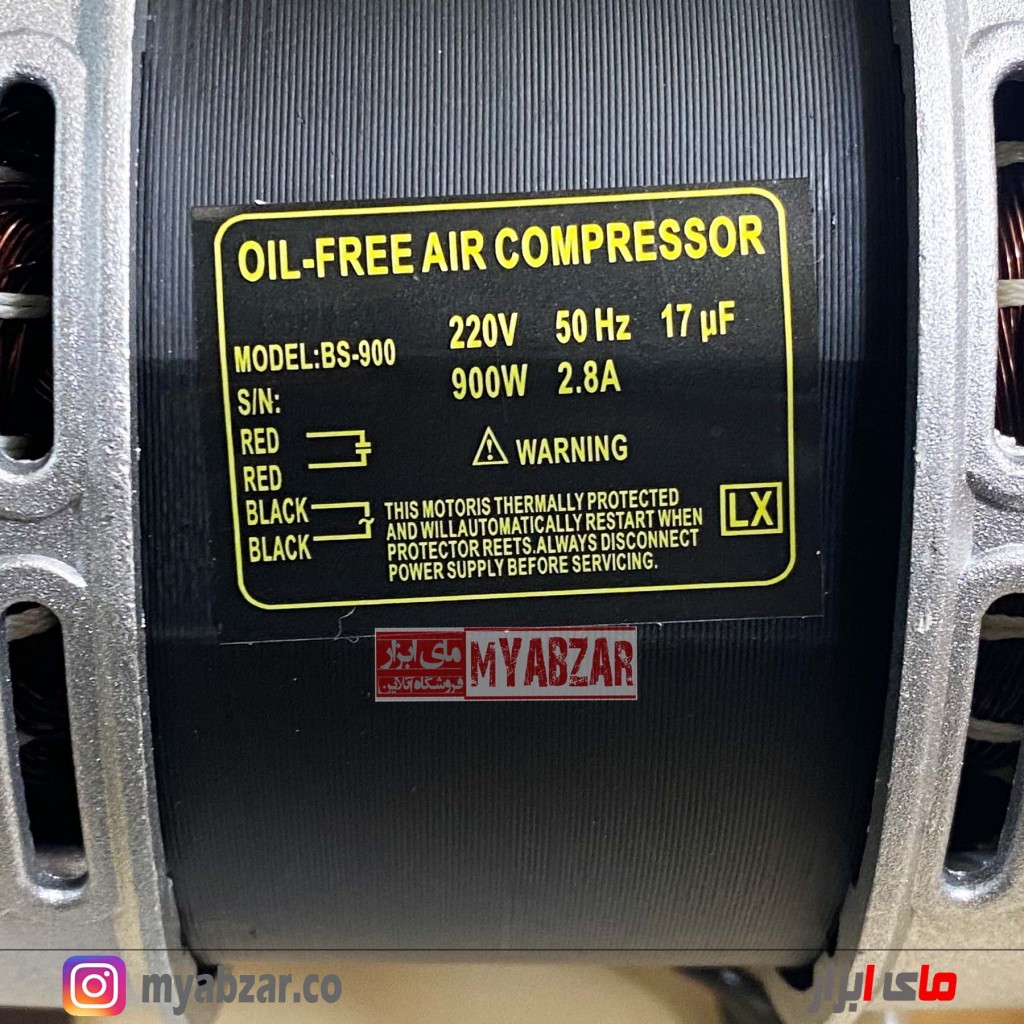 OIL-FREE AIR COMPRESSOR
MODEL:BS-900 220V 50 Hz 17 µF
S/N: 900W 2.8A
RED
RED
BLACK
BLACK
⚠ WARNING
THIS MOTORIS THERMALLY PROTECTED
AND WILLAUTOMATICALLY RESTART WHEN
PROTECTOR REETS.ALWAYS DISCONNECT
POWER SUPPLY BEFORE SERVICING.
LX
مای ابزار
فروشگاه آنلاین
MYABZAR
myabzar.co
مای ابزار